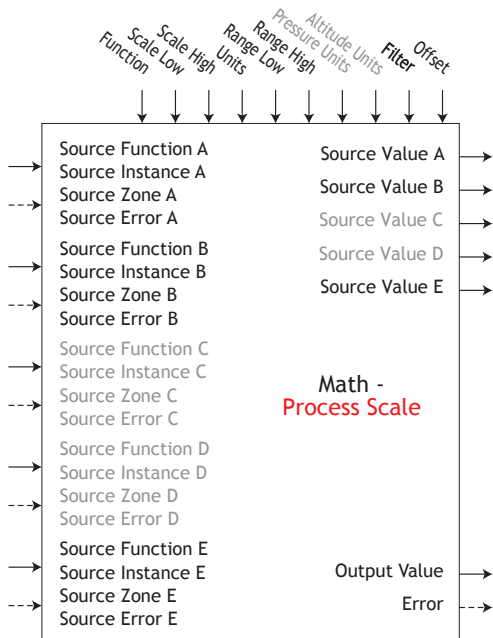 Function
Scale Low
Scale High
Units
Range Low
Range High
Pressure Units
Altitude Units
Filter
Offset
Source Function A
Source Instance A
Source Zone A
Source Error A
Source Function B
Source Instance B
Source Zone B
Source Error B
Source Function C
Source Instance C
Source Zone C
Source Error C
Source Function D
Source Instance D
Source Zone D
Source Error D
Source Function E
Source Instance E
Source Zone E
Source Error E
Source Value A
Source Value B
Source Value C
Source Value D
Source Value E
Math -
Process Scale
Output Value
Error